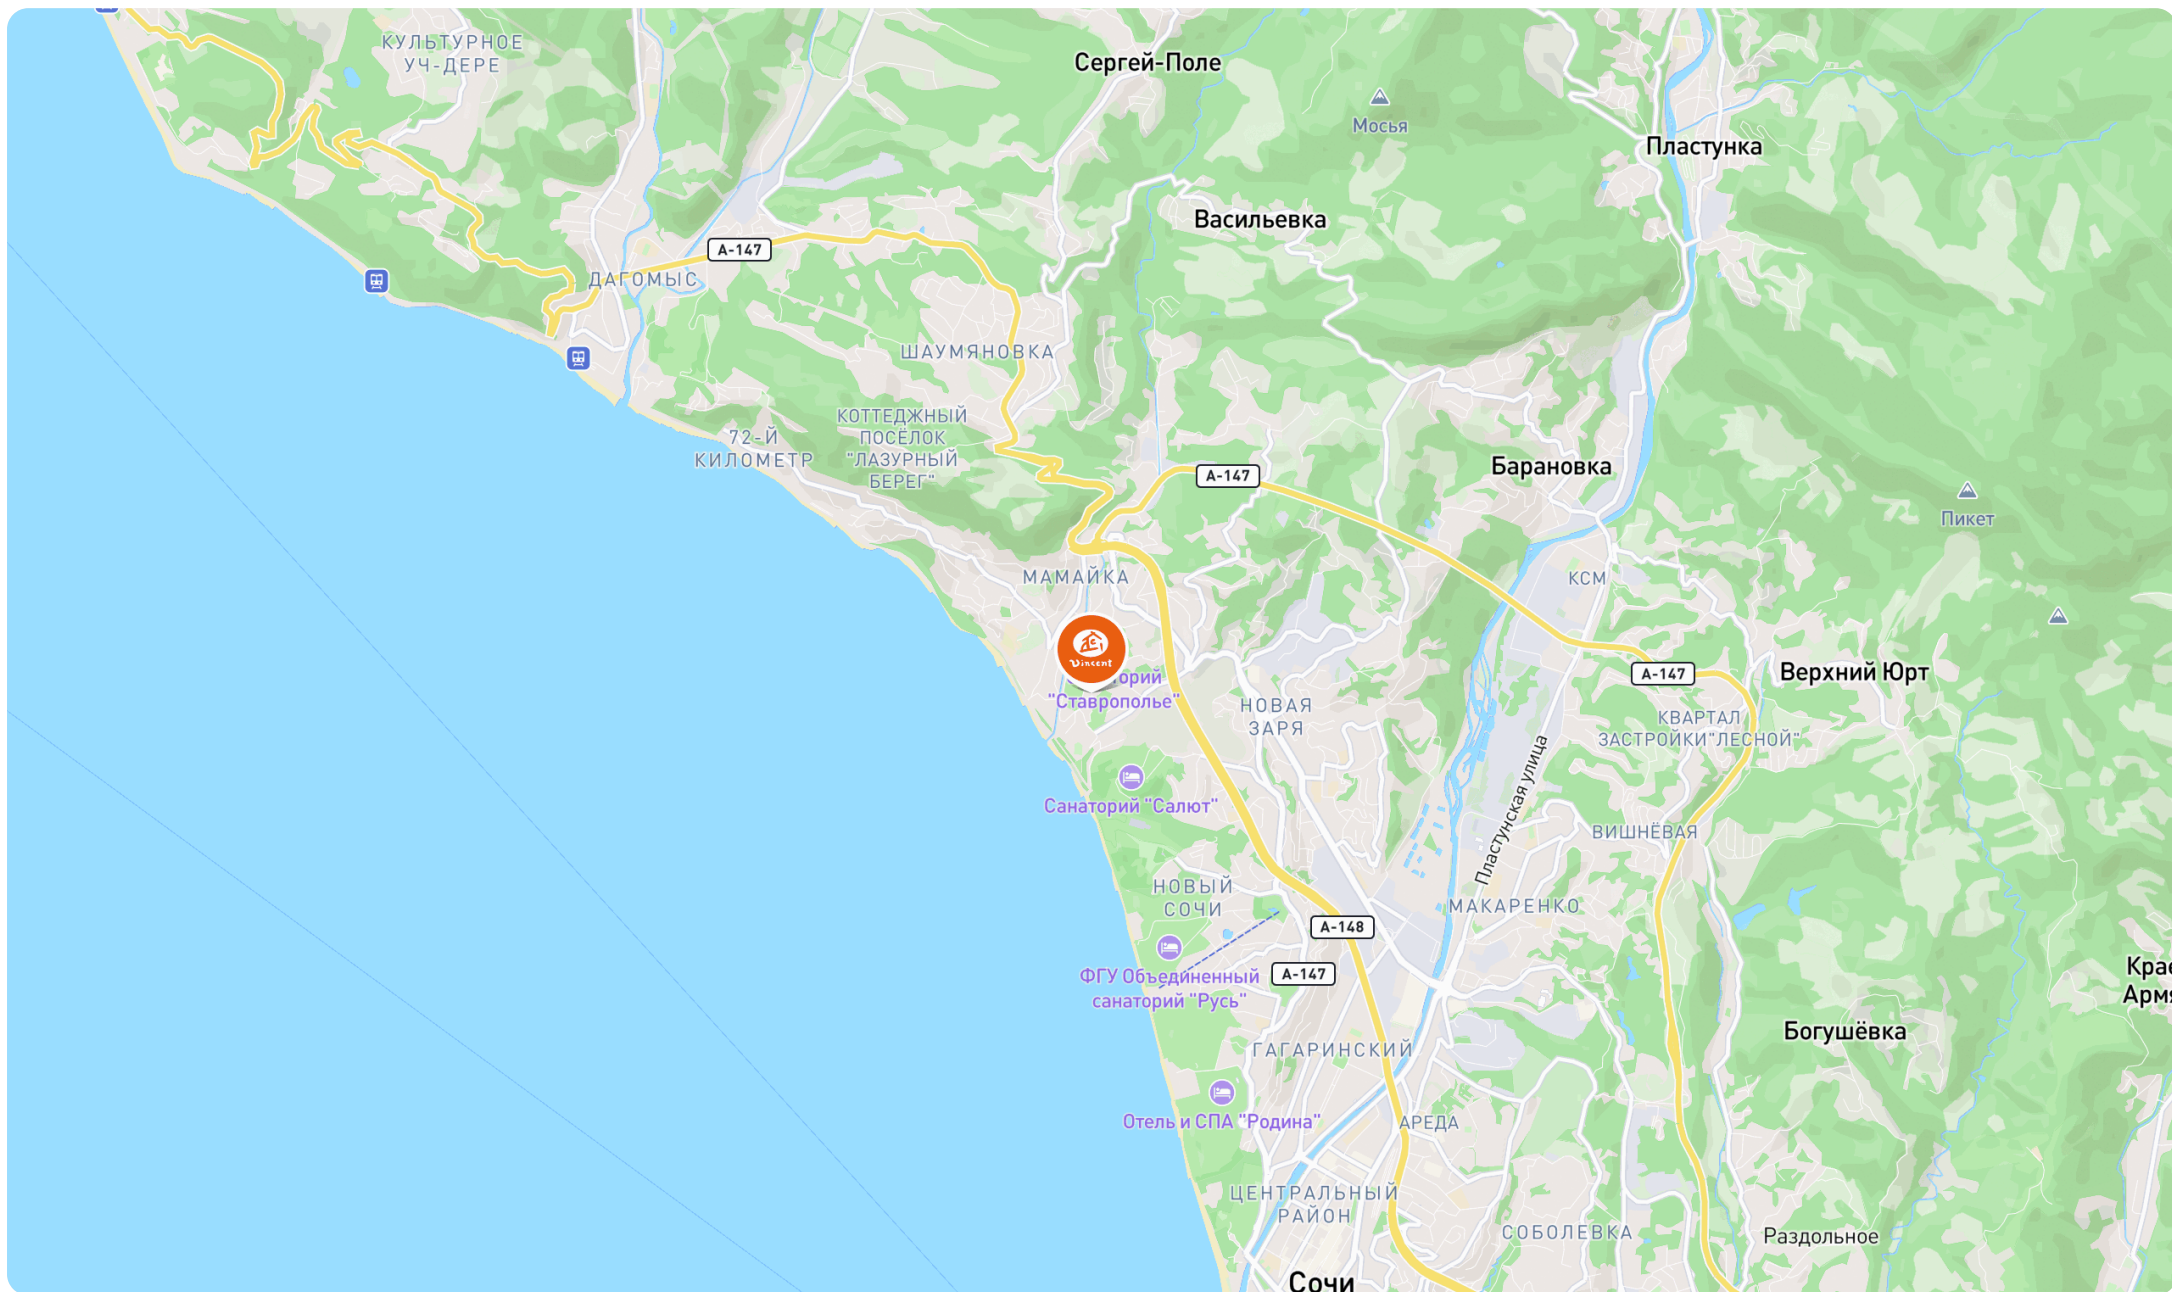 КУЛЬТУРНОЕ
УЧ-ДЕРЕ
Сергей-Поле
Мосья
Пластунка
Васильевка
А-147
ДАГОМЫС
ШАУМЯНОВКА
КОТТЕДЖНЫЙ
ПОСЁЛОК
"ЛАЗУРНЫЙ
БЕРЕГ"
72-Й
КИЛОМЕТР
А-147
Барановка
Пикет
МАМАЙКА
КСМ
Vincent
"Ставрополье"
А-147
Верхний Юрт
НОВАЯ
ЗАРЯ
КВАРТАЛ
ЗАСТРОЙКИ"ЛЕСНОЙ"
Пластунская улица
Санаторий "Салют"
ВИШНЁВАЯ
НОВЫЙ
СОЧИ
МАКАРЕНКО
А-148
А-147
ФГУ Объединенный
санаторий "Русь"
Крае
Армя
Богушёвка
ГАГАРИНСКИЙ
Отель и СПА "Родина"
АРЕДА
ЦЕНТРАЛЬНЫЙ
РАЙОН
СОБОЛЕВКА
Раздольное
Сочи